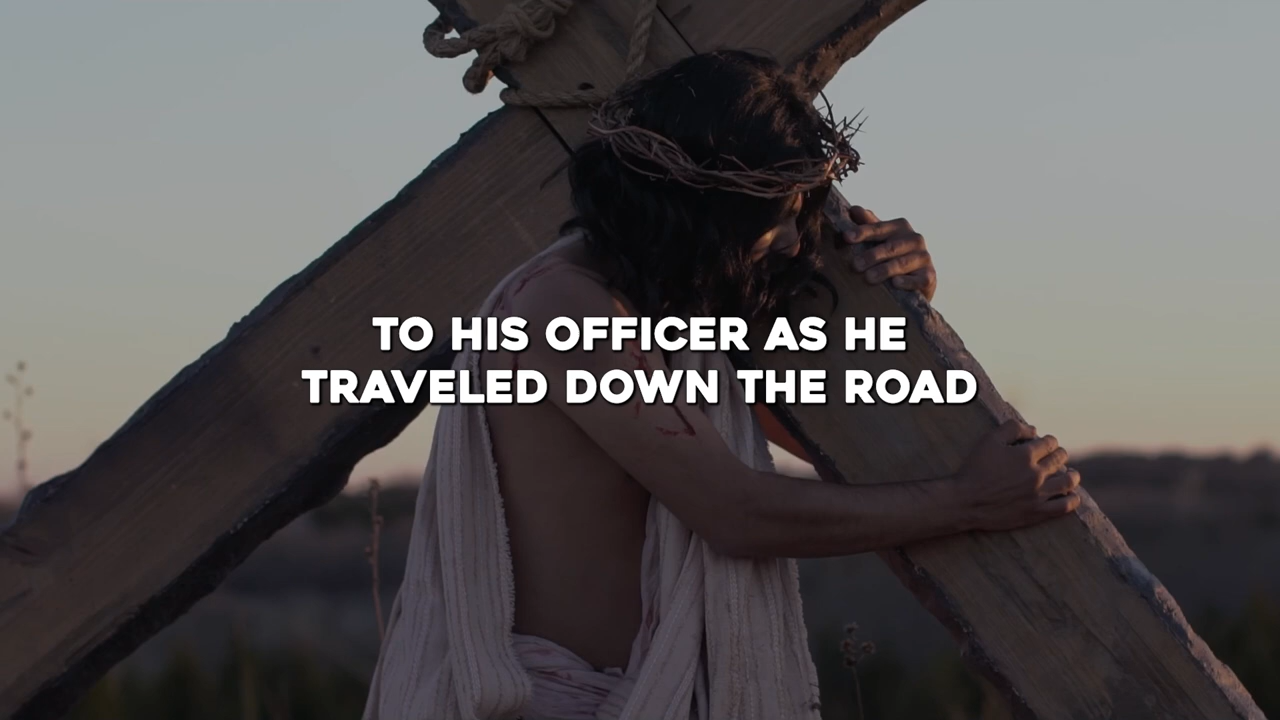 TO HIS OFFICER AS HE
TRAVELED DOWN THE ROAD